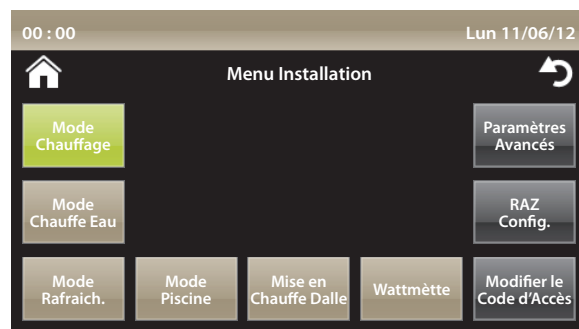 00 : 00
Lun 11/06/12
Menu Installation
Mode
Chauffage
Paramètres
Avancés
Mode
Chauffe Eau
RAZ
Config.
Mode
Rafraich.
Mode
Piscine
Mise en
Chauffe Dalle
Wattmètte
Modifier le
Code d'Accès